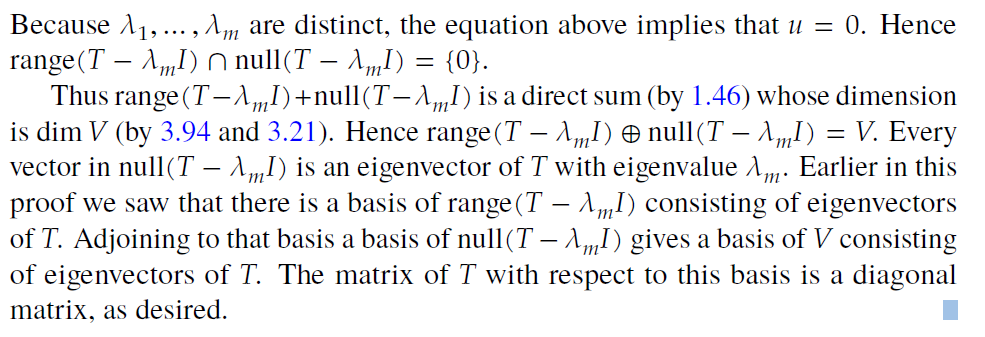 Because λ₁, …, λₘ are distinct, the equation above implies that u = 0. Hence
range(T − λₘI) ∩ null(T − λₘI) = {0}.
Thus range(T−λₘI)+null(T−λₘI) is a direct sum (by 1.46) whose dimension
is dim V (by 3.94 and 3.21). Hence range(T − λₘI) ⊕ null(T − λₘI) = V. Every
vector in null(T − λₘI) is an eigenvector of T with eigenvalue λₘ. Earlier in this
proof we saw that there is a basis of range(T − λₘI) consisting of eigenvectors
of T. Adjoining to that basis a basis of null(T − λₘI) gives a basis of V consisting
of eigenvectors of T. The matrix of T with respect to this basis is a diagonal
matrix, as desired.